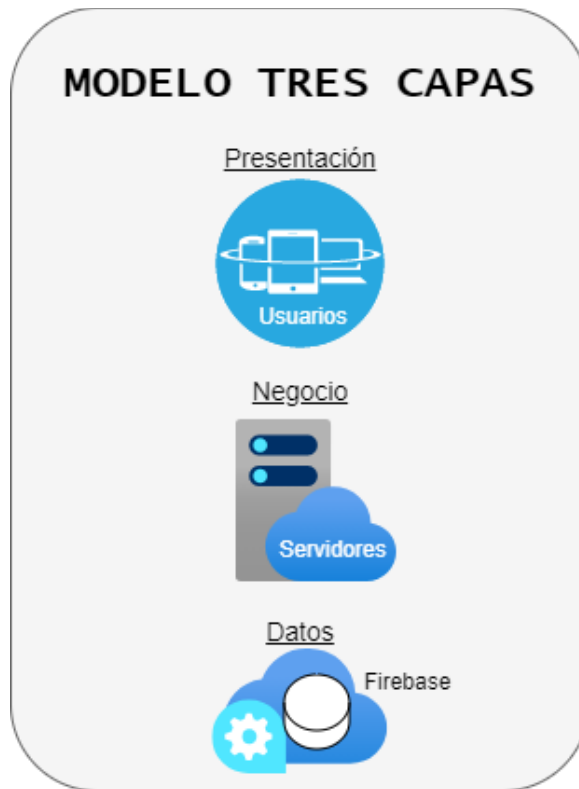 MODELO TRES CAPAS
Presentación
Usuarios
Negocio
Servidores
Datos
Firebase